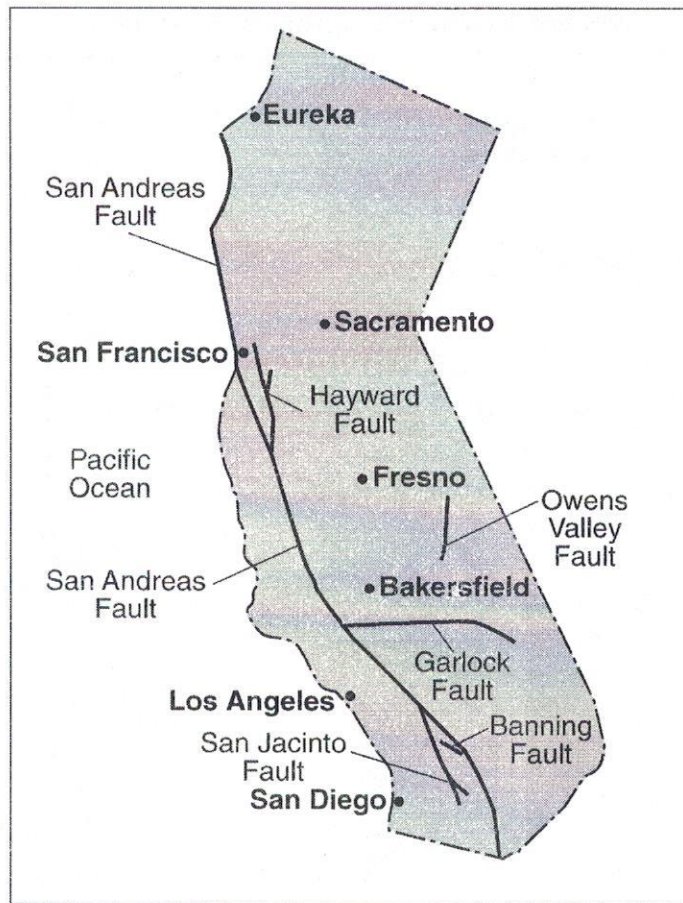 Eureka
San Andreas
Fault
Sacramento
San Francisco
Hayward
Fault
Pacific
Ocean
Fresno
Owens
Valley
Fault
San Andreas
Fault
Bakersfield
Garlock
Fault
Los Angeles
Banning
Fault
San Jacinto
Fault
San Diego